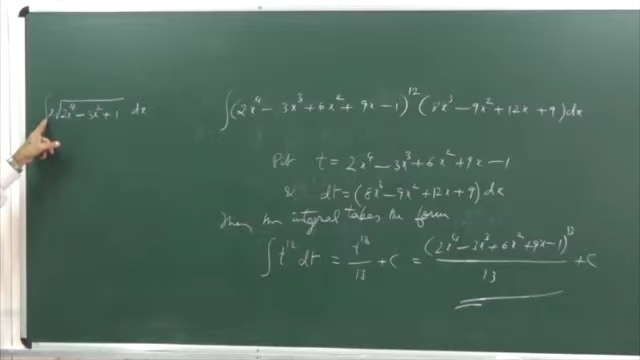 ∫x√(2x⁴ − 3x² + 1) dx
∫(2x⁴ − 3x³ + 6x² + 9x − 1)¹² (8x³ − 9x² + 12x + 9) dx
Put t = 2x⁴ − 3x³ + 6x² + 9x − 1
& dt = (8x³ − 9x² + 12x + 9) dx
Then the integral takes the form
∫ t¹² dt = t¹³/13 + C = (2x⁴ − 3x³ + 6x² + 9x − 1)¹³/13 + C